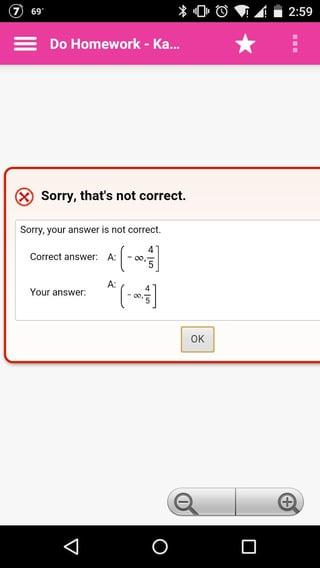 7 69° 2:59
Do Homework - Ka...
Sorry, that's not correct.
Sorry, your answer is not correct.
Correct answer: A: (-∞, 4/5]
Your answer: A: (-∞, 4/5]
OK